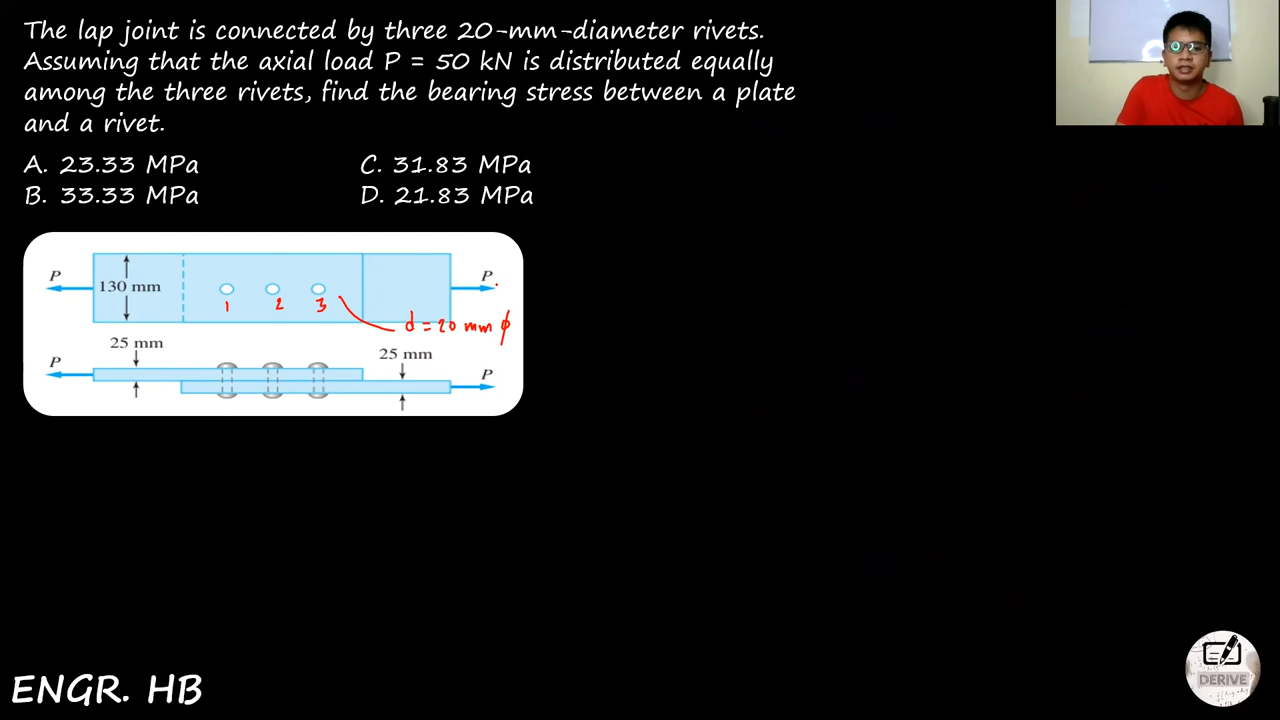 The lap joint is connected by three 20-mm-diameter rivets.
Assuming that the axial load P = 50 kN is distributed equally
among the three rivets, find the bearing stress between a plate
and a rivet.
A. 23.33 MPa
C. 31.83 MPa
B. 33.33 MPa
D. 21.83 MPa
P
130 mm
P
1 2 3
d = 20 mm ϕ
25 mm
25 mm
P
P
ENGR. HB
DERIVE